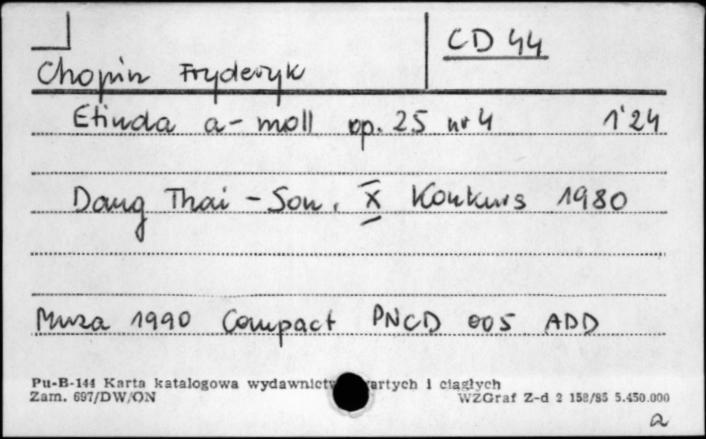 CD 44
Chopin Fryderyk
Etiuda a-moll op. 25 nr 4 1'24
Dang Thai-Son, X Konkurs 1980
Muza 1990 Compact PNCD 005 ADD
Pu-B-144 Karta katalogowa wydawnictw artych i ciągłych
Zam. 697/DW/ON WZGraf Z-d 2 158/85 5.450.000
a